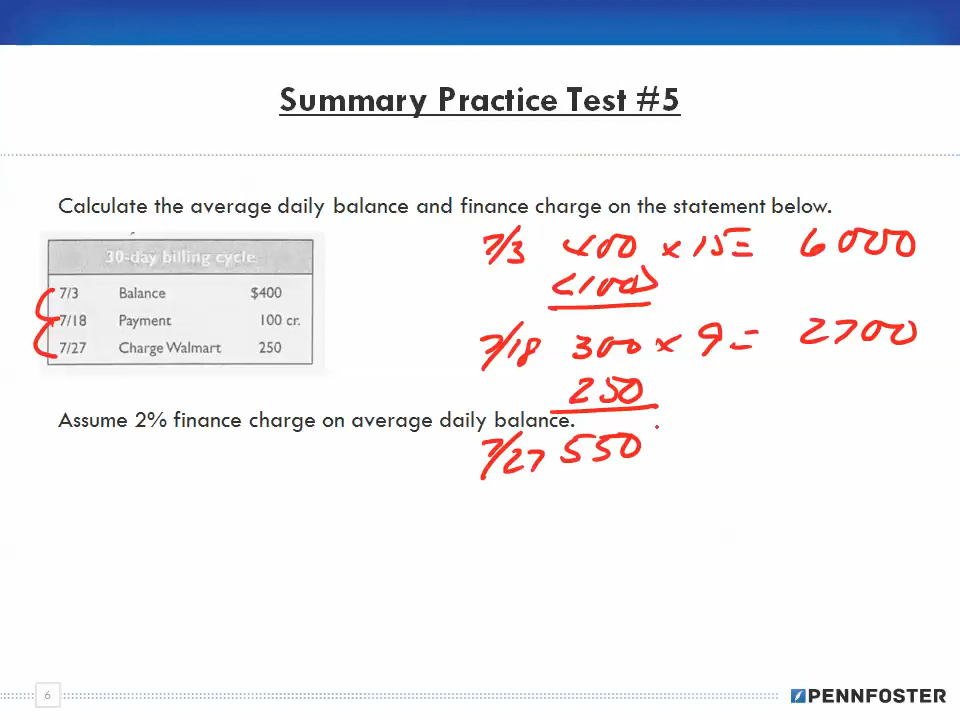 Summary Practice Test #5
Calculate the average daily balance and finance charge on the statement below.
30-day billing cycle
7/3 Balance $400
7/18 Payment 100 cr.
7/27 Charge Walmart 250
Assume 2% finance charge on average daily balance.
7/3 400 x 15 = 6000
<100>
7/18 300 x 9 = 2700
250
7/27 550
6
PENNFOSTER